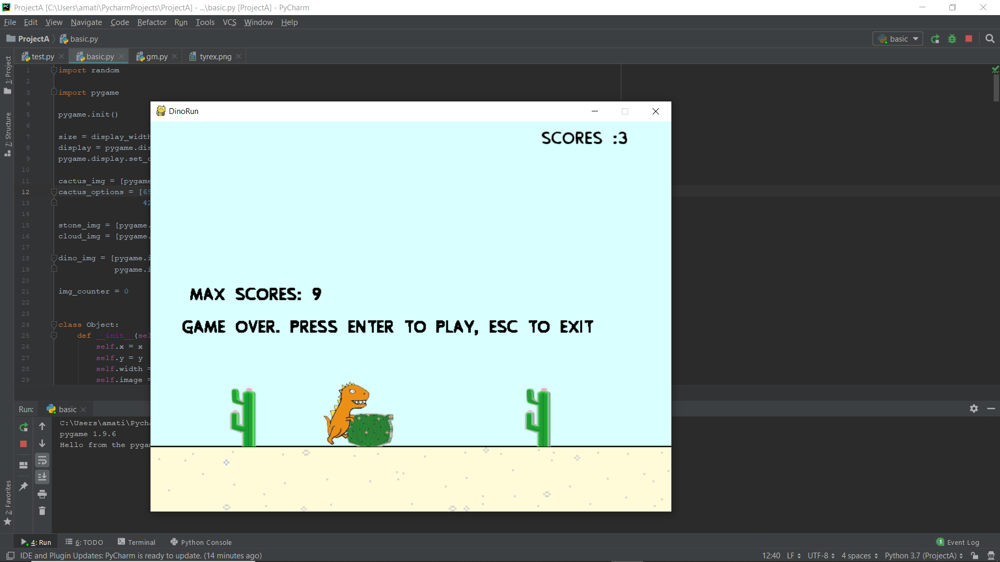 ProjectA [C:\Users\amati\PycharmProjects\ProjectA] - ...\basic.py [ProjectA] - PyCharm
File Edit View Navigate Code Refactor Run Tools VCS Window Help
ProjectA basic.py basic
test.py basic.py gm.py tyrex.png
1: Project
7: Structure
2: Favorites
1 import random
2
3 import pygame
4
5 pygame.init()
6
7 size = display_width
8 display = pygame.dis
9 pygame.display.set_c
10
11 cactus_img = [pygame
12 cactus_options = [69
13 42
14
15 stone_img = [pygame.
16 cloud_img = [pygame.
17
18 dino_img = [pygame.i
19 pygame.i
20
21 img_counter = 0
22
23
24 class Object:
25 def __init__(sel
26 self.x = x
27 self.y = y
28 self.width =
29 self.image =
DinoRun
SCORES :3
MAX SCORES: 9
GAME OVER. PRESS ENTER TO PLAY, ESC TO EXIT
Run: basic
C:\Users\amati\Pycha
pygame 1.9.6
Hello from the pygam
4: Run 6: TODO Terminal Python Console 1 Event Log
IDE and Plugin Updates: PyCharm is ready to update. (14 minutes ago) 12:40 LF UTF-8 4 spaces Python 3.7 (ProjectA)